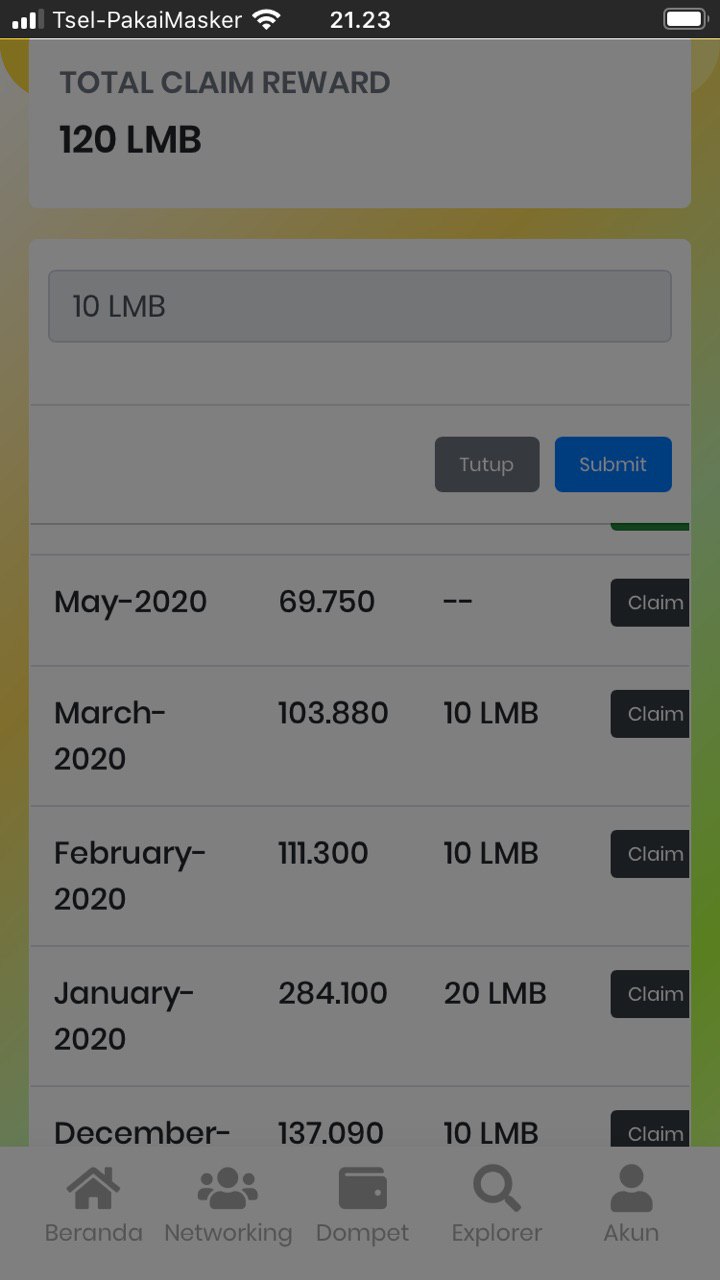 Tsel-PakaiMasker 21.23
TOTAL CLAIM REWARD
120 LMB
10 LMB
Tutup Submit
May-2020 69.750 -- Claim
March- 103.880 10 LMB Claim
2020
February- 111.300 10 LMB Claim
2020
January- 284.100 20 LMB Claim
2020
December- 137.090 10 LMB Claim
Beranda Networking Dompet Explorer Akun